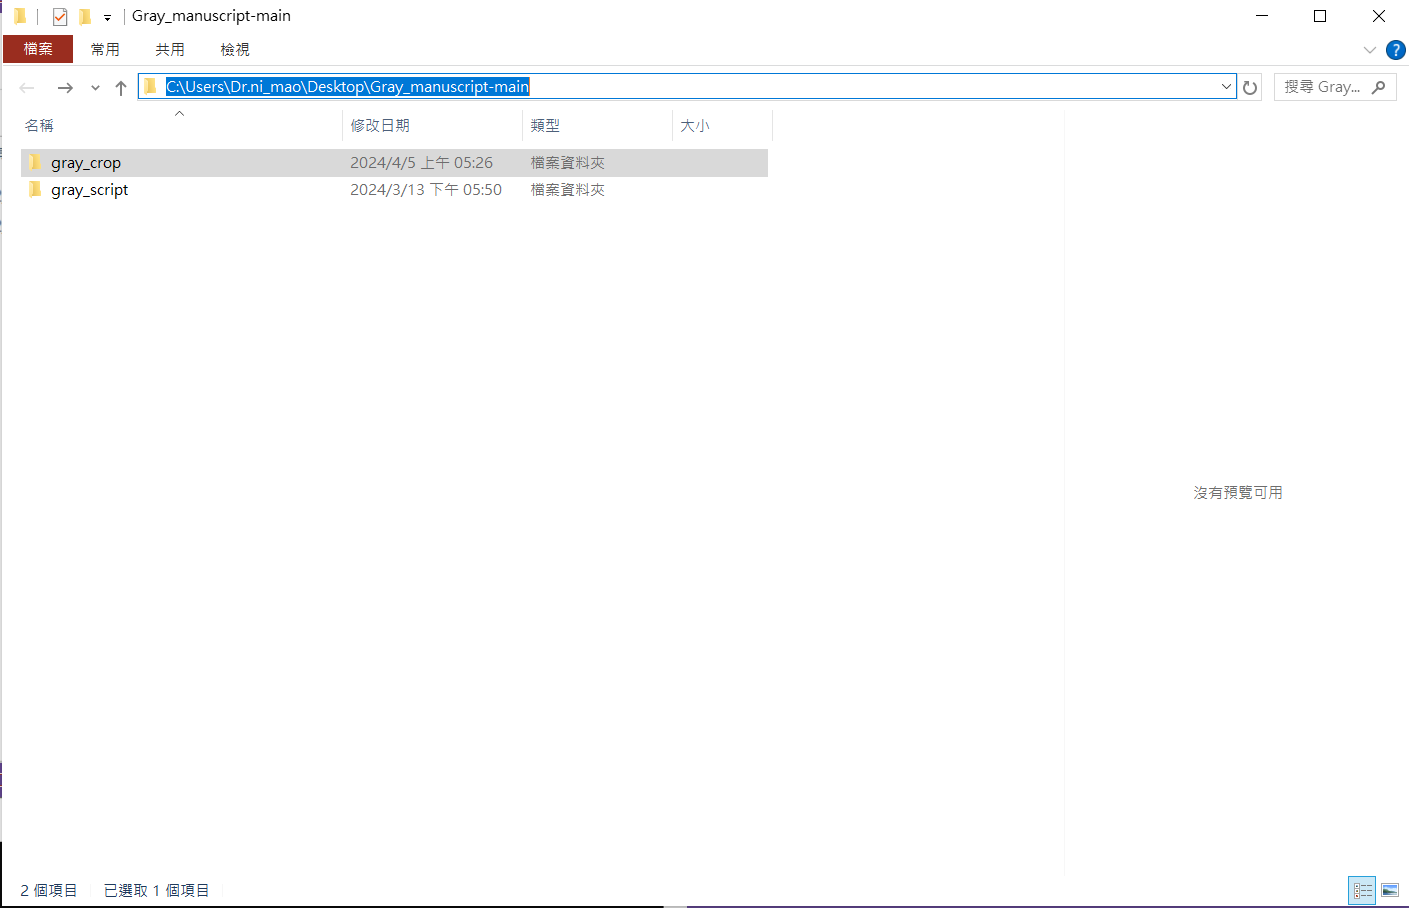 Gray_manuscript-main
檔案 常用 共用 檢視
C:\Users\Dr.ni_mao\Desktop\Gray_manuscript-main 搜尋 Gray...
名稱 修改日期 類型 大小
gray_crop 2024/4/5 上午 05:26 檔案資料夾
gray_script 2024/3/13 下午 05:50 檔案資料夾
沒有預覽可用
2 個項目 已選取 1 個項目